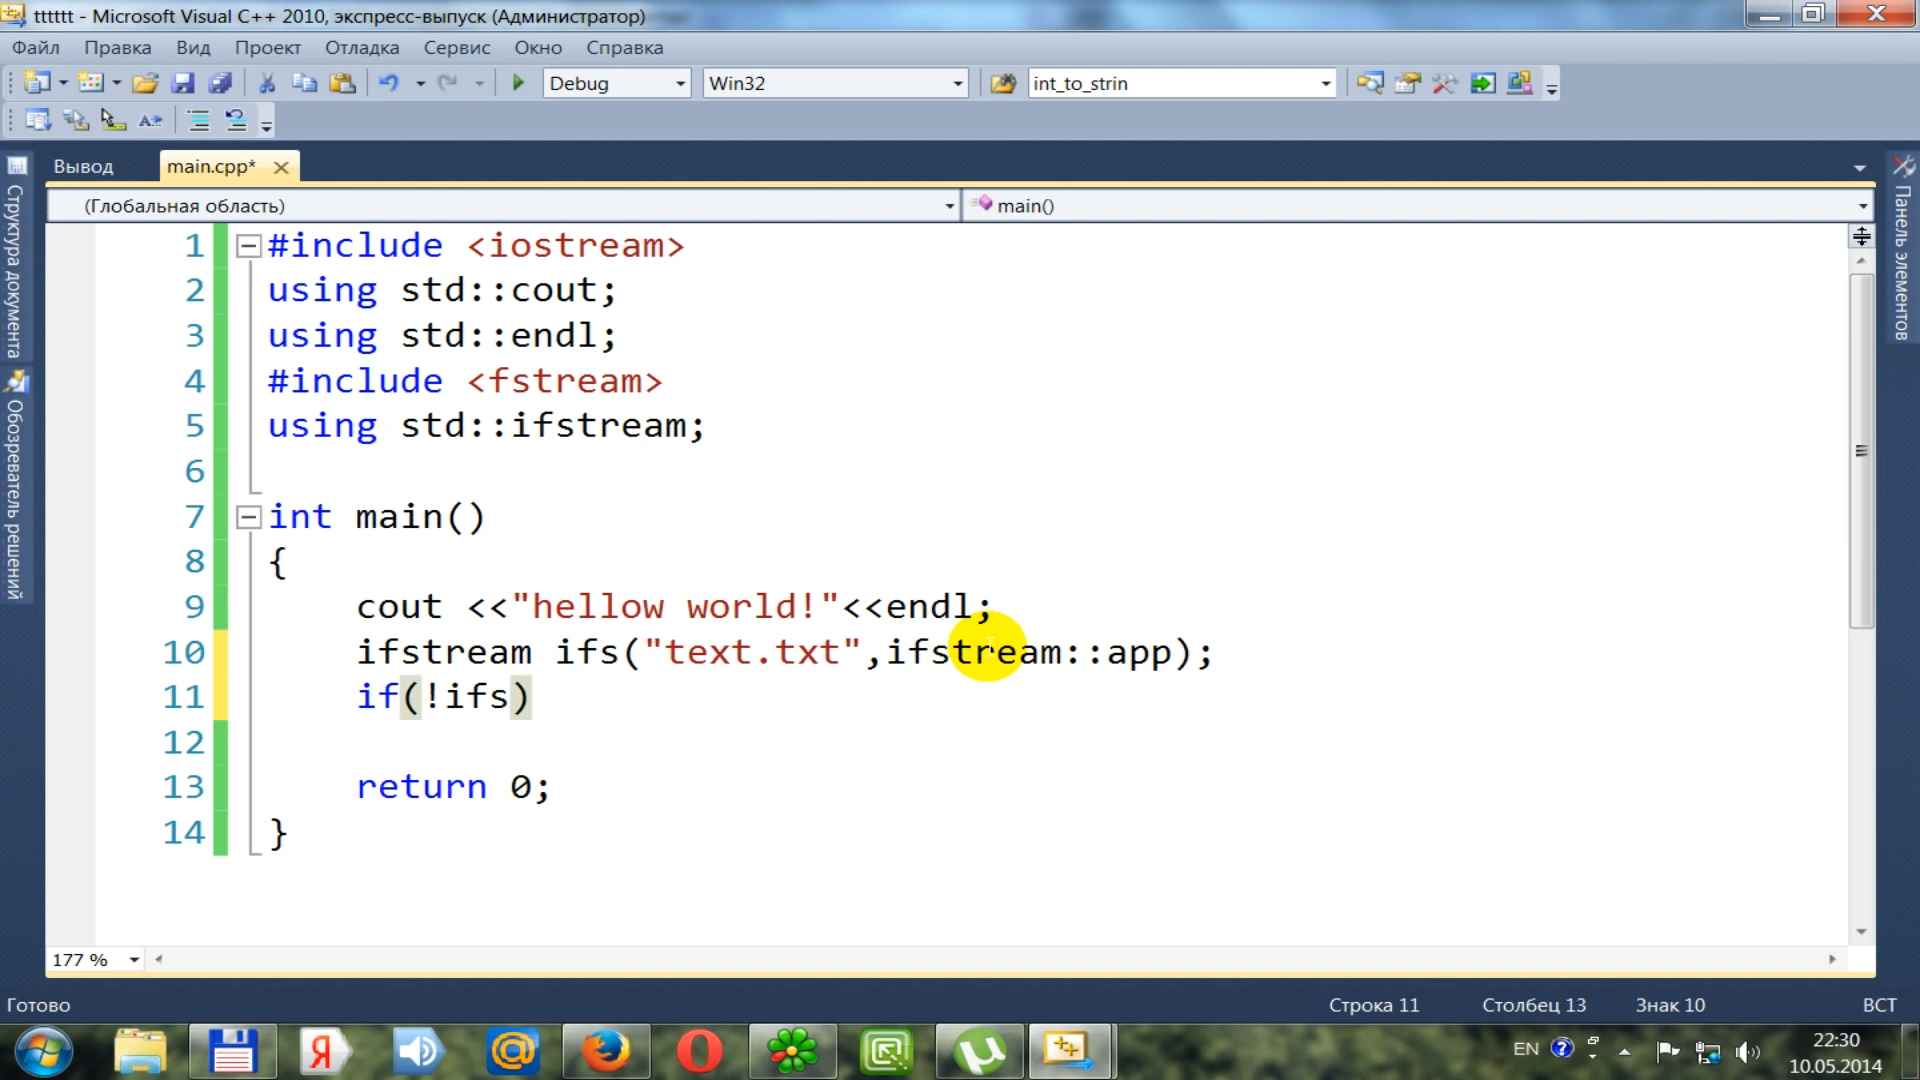 tttttt - Microsoft Visual C++ 2010, экспресс-выпуск (Администратор)
Файл Правка Вид Проект Отладка Сервис Окно Справка
Debug Win32 int_to_strin
Вывод main.cpp*
(Глобальная область) main()
Структура документа
Обозреватель решений
Панель элементов
1 #include <iostream>
2 using std::cout;
3 using std::endl;
4 #include <fstream>
5 using std::ifstream;
6
7 int main()
8 {
9 cout <<"hellow world!"<<endl;
10 ifstream ifs("text.txt",ifstream::app);
11 if(!ifs)
12
13 return 0;
14 }
177 %
Готово Строка 11 Столбец 13 Знак 10 ВСТ
EN 22:30
10.05.2014